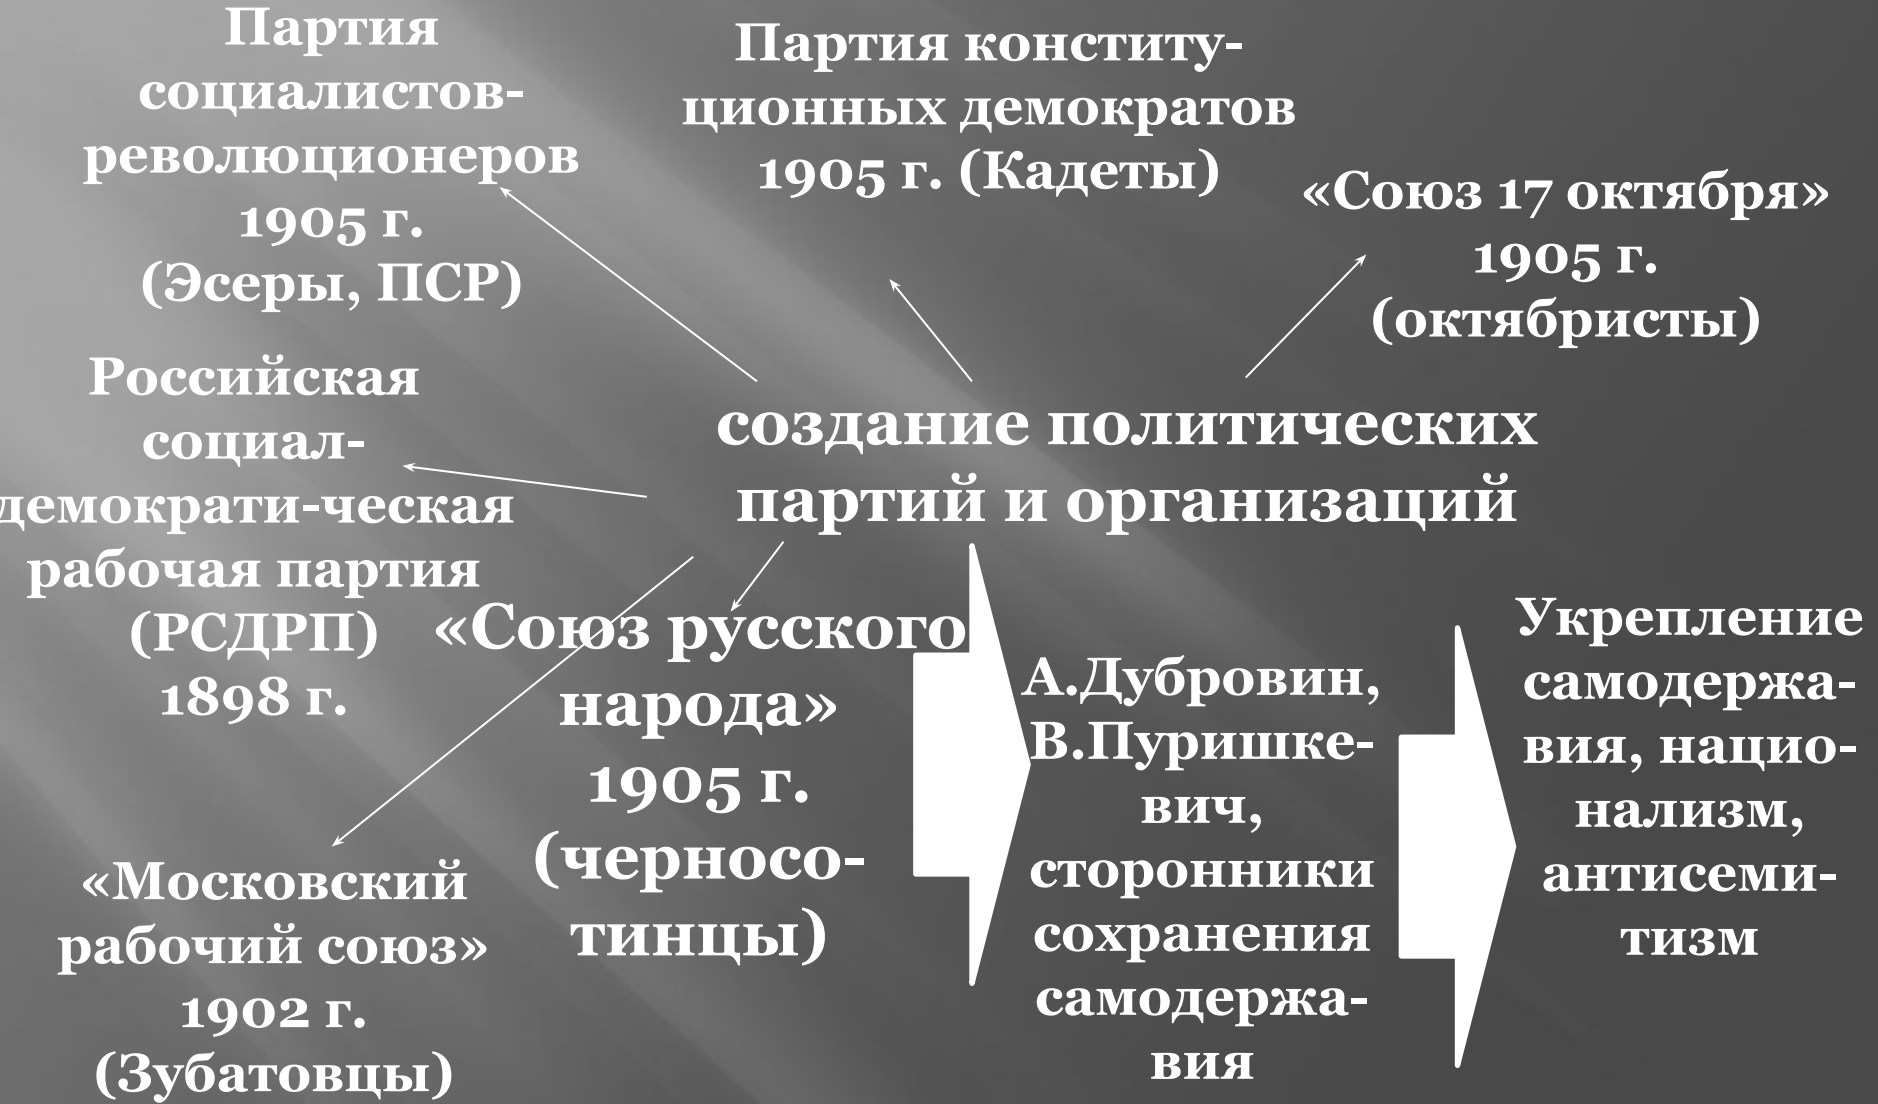 Партия
социалистов-
революционеров
1905 г.
(Эсеры, ПСР)
Партия конститу-
ционных демократов
1905 г. (Кадеты)
«Союз 17 октября»
1905 г.
(октябристы)
создание политических
партий и организаций
Российская
социал-
демократи-ческая
рабочая партия
(РСДРП)
1898 г.
«Московский
рабочий союз»
1902 г.
(Зубатовцы)
«Союз русского
народа»
1905 г.
(черносо-
тинцы)
А.Дубровин,
В.Пуришке-
вич,
сторонники
сохранения
самодержа-
вия
Укрепление
самодержа-
вия, нацио-
нализм,
антисеми-
тизм